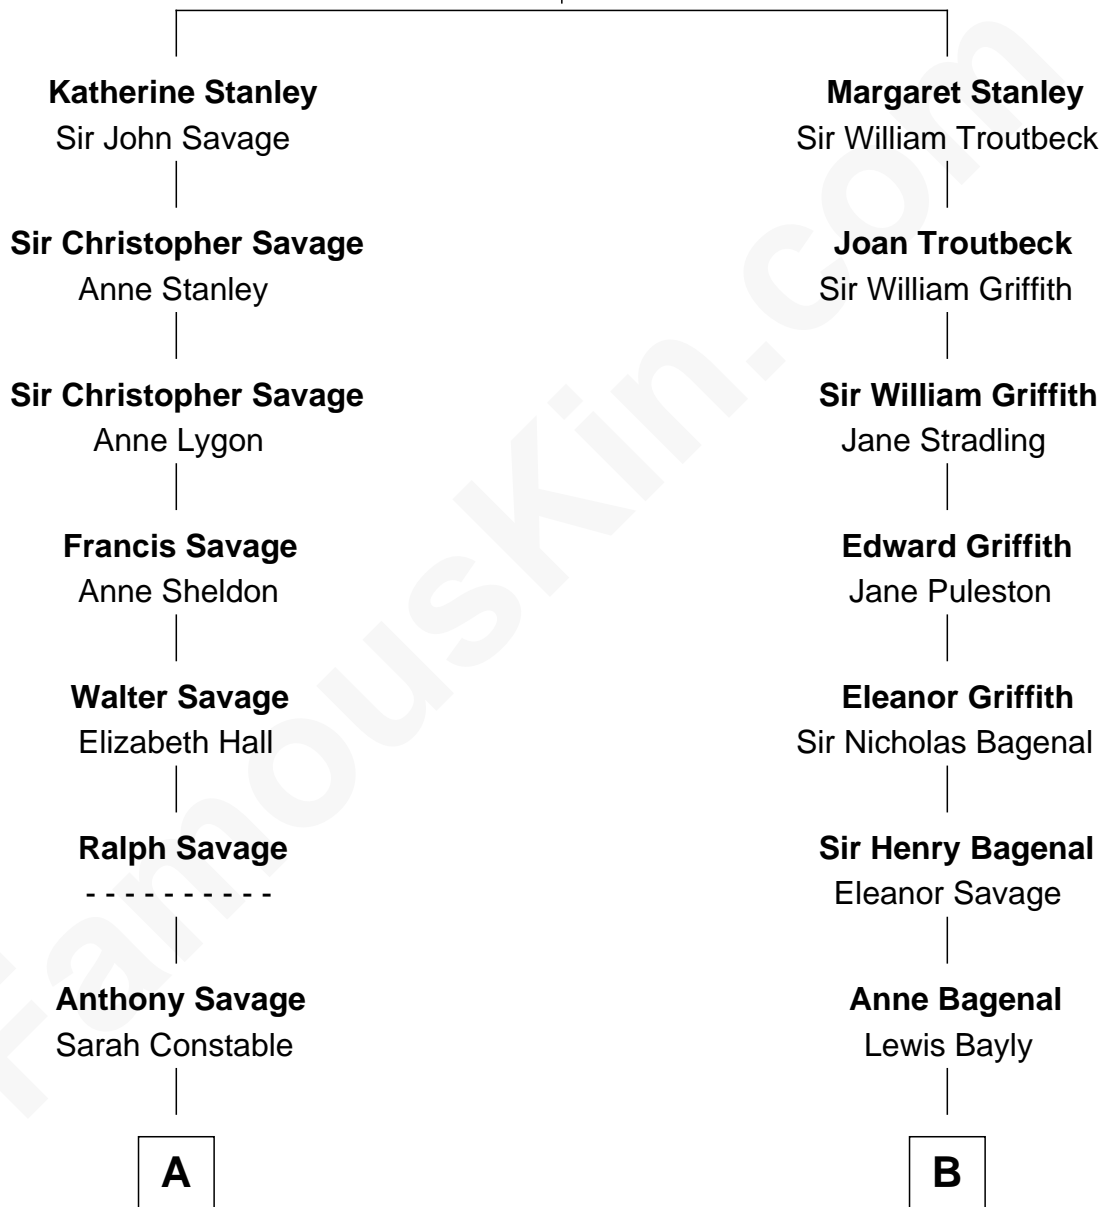 Katherine Stanley
Sir John Savage
Margaret Stanley
Sir William Troutbeck
Sir Christopher Savage
Anne Stanley
Joan Troutbeck
Sir William Griffith
Sir Christopher Savage
Anne Lygon
Sir William Griffith
Jane Stradling
Francis Savage
Anne Sheldon
Edward Griffith
Jane Puleston
Walter Savage
Elizabeth Hall
Eleanor Griffith
Sir Nicholas Bagenal
Ralph Savage
- - - - - - - - - -
Sir Henry Bagenal
Eleanor Savage
Anthony Savage
Sarah Constable
Anne Bagenal
Lewis Bayly
A
B
FamousKin.com